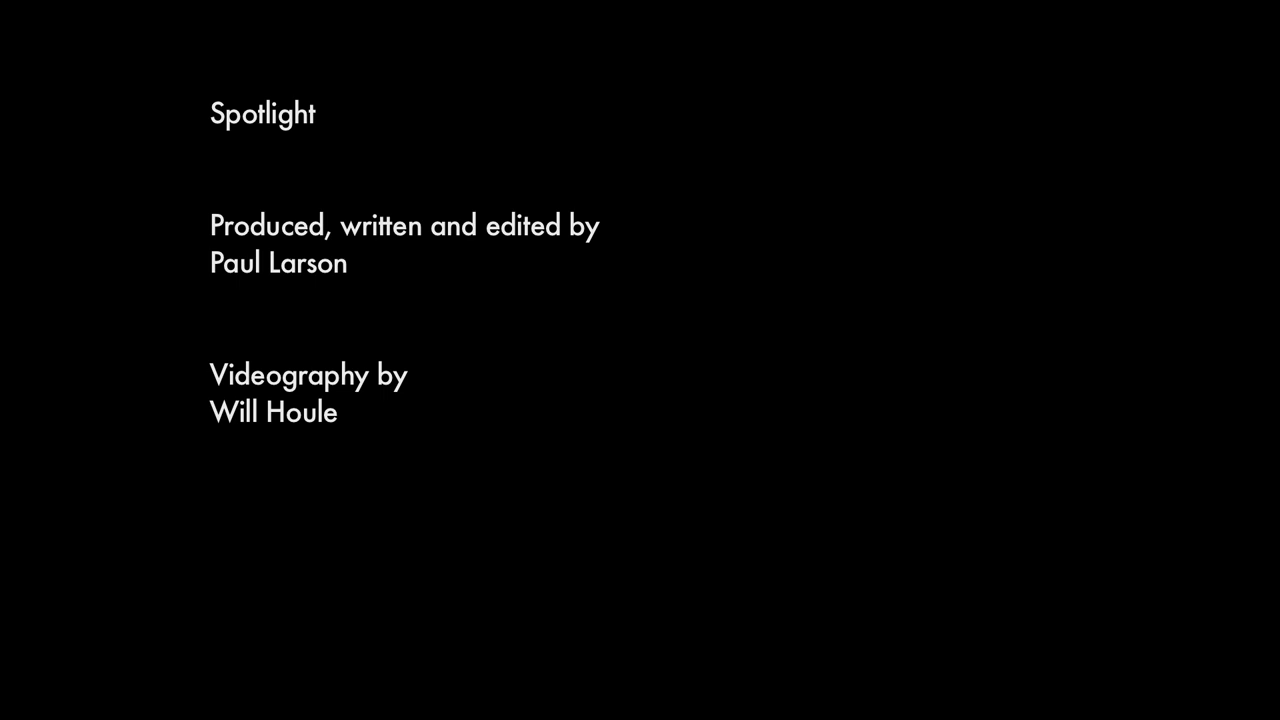 Spotlight
Produced, written and edited by
Paul Larson
Videography by
Will Houle